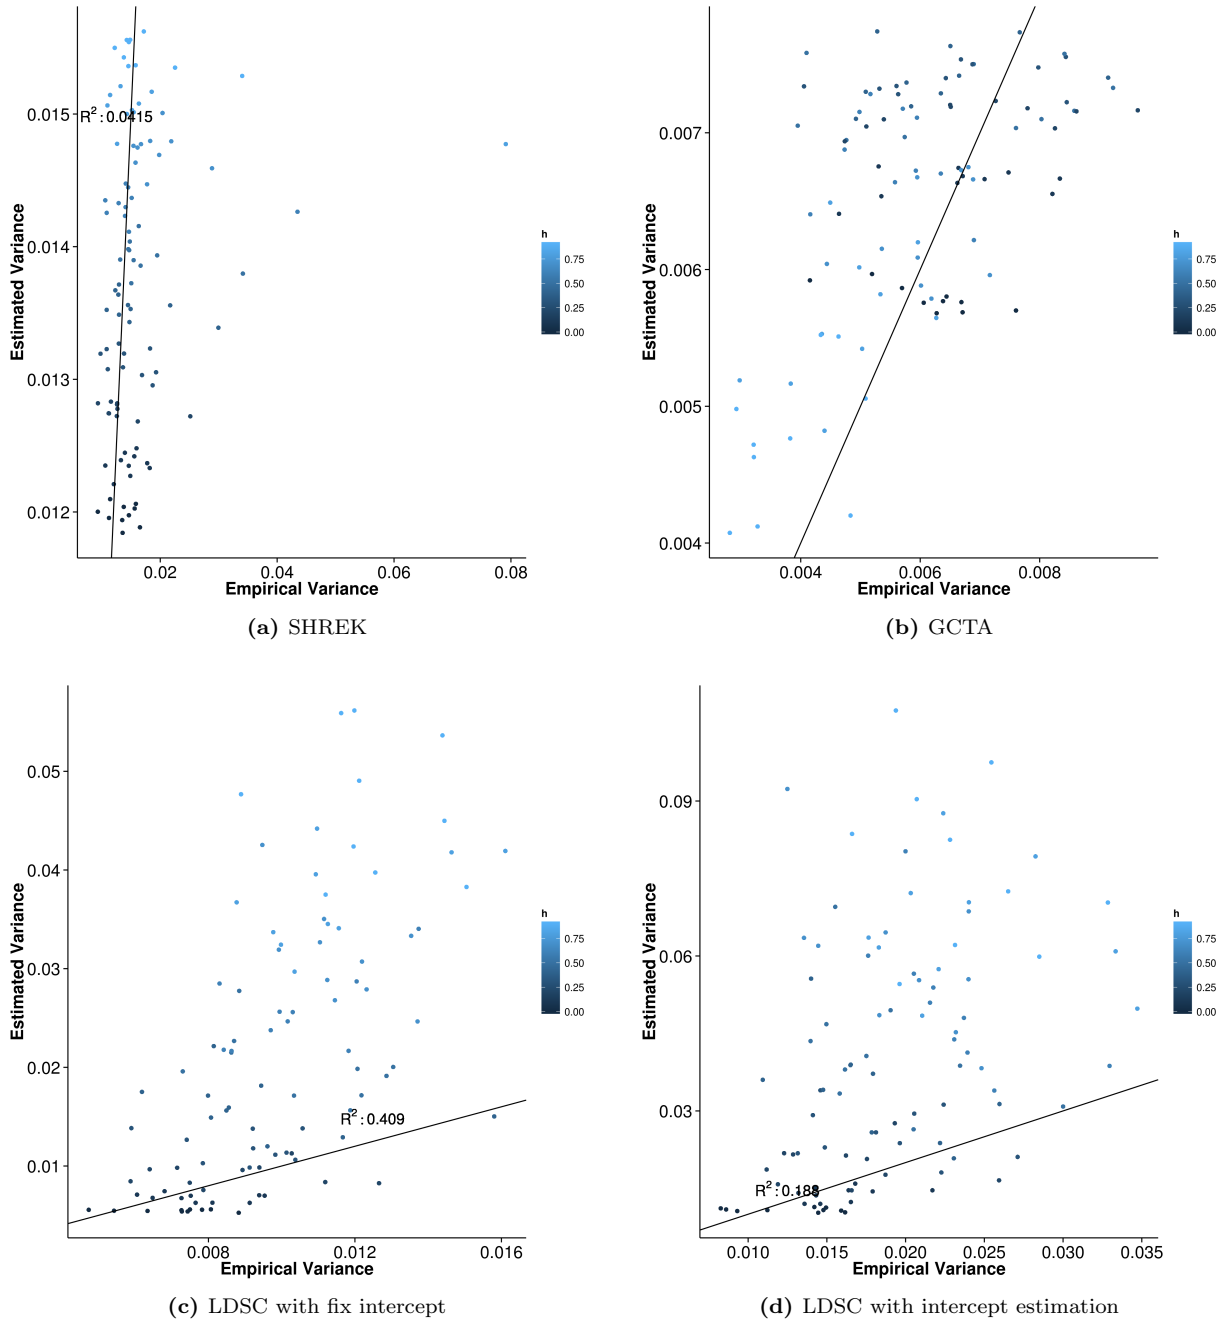 Estimated Variance
0.015
0.014
0.013
0.012
R²: 0.0415
0.02 0.04 0.06 0.08
Empirical Variance
h
0.75
0.50
0.25
0.00
(a) SHREK
Estimated Variance
0.007
0.006
0.005
0.004
0.004 0.006 0.008
Empirical Variance
h
0.75
0.50
0.25
0.00
(b) GCTA
Estimated Variance
0.05
0.04
0.03
0.02
0.01
R²: 0.409
0.008 0.012 0.016
Empirical Variance
h
0.75
0.50
0.25
0.00
(c) LDSC with fix intercept
Estimated Variance
0.09
0.06
0.03
R²: 0.188
0.010 0.015 0.020 0.025 0.030 0.035
Empirical Variance
h
0.75
0.50
0.25
0.00
(d) LDSC with intercept estimation